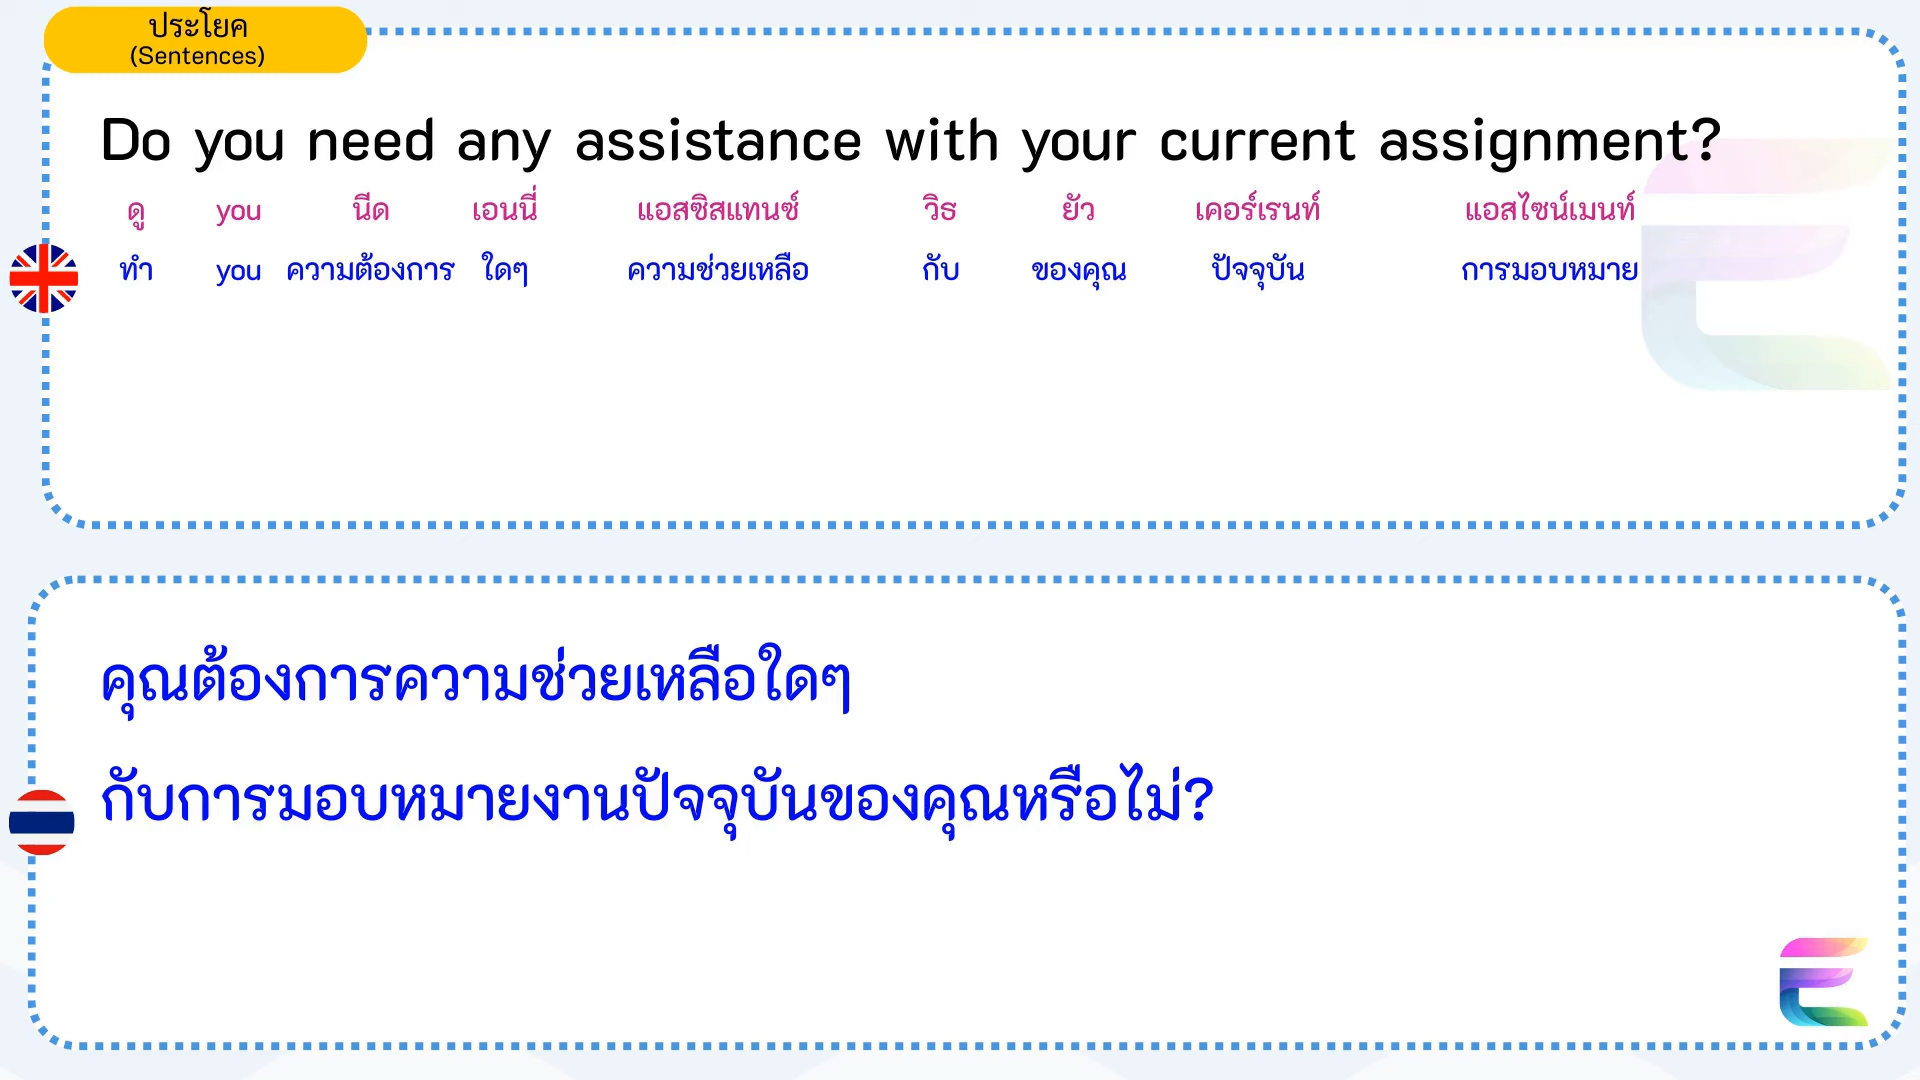 ประโยค
(Sentences)
Do you need any assistance with your current assignment?
ดู you นีด เอนนี่ แอสซิสแทนซ์ วิธ ยัว เคอร์เรนท์ แอสไซน์เมนท์
ทำ you ความต้องการ ใดๆ ความช่วยเหลือ กับ ของคุณ ปัจจุบัน การมอบหมาย
คุณต้องการความช่วยเหลือใดๆ
กับการมอบหมายงานปัจจุบันของคุณหรือไม่?